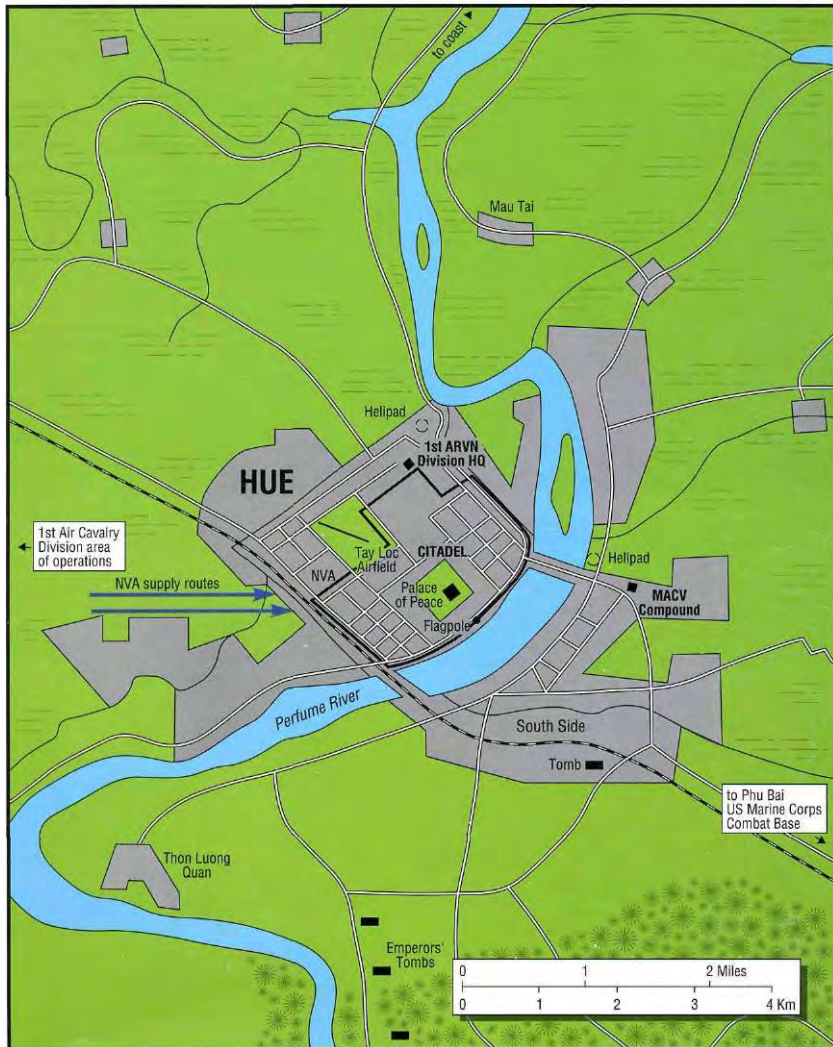 to coast
Mau Tai
Helipad
1st ARVN
Division HQ
HUE
1st Air Cavalry
Division area
of operations
Tay Loc
Airfield
CITADEL
Helipad
NVA
NVA supply routes
Palace
of Peace
MACV
Compound
Flagpole
Perfume River
South Side
Tomb
to Phu Bai
US Marine Corps
Combat Base
Thon Luong
Quan
Emperors'
Tombs
0 1 2 Miles
0 1 2 3 4 Km